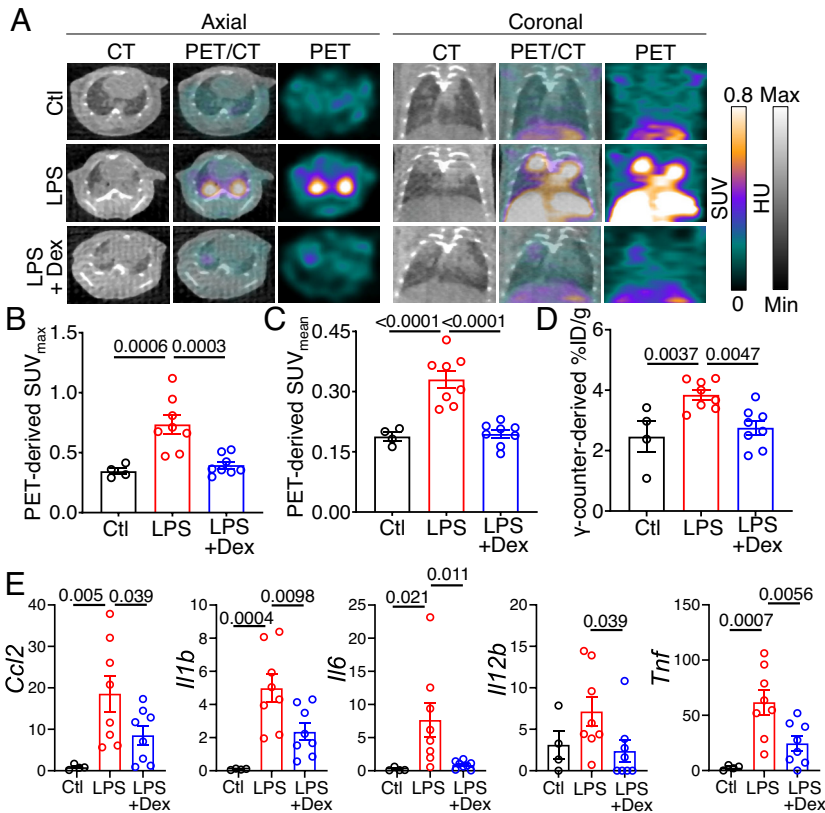 A
Axial
Coronal
CT PET/CT PET CT PET/CT PET
Ctl
LPS
LPS
+ Dex
0.8 Max
SUV
HU
0 Min
B
PET-derived SUVmax
1.5
1.0
0.5
0.0
0.0006 0.0003
Ctl LPS LPS
+Dex
C
PET-derived SUVmean
0.45
0.30
0.15
0.00
<0.0001 <0.0001
Ctl LPS LPS
+Dex
D
γ-counter-derived %ID/g
6
4
2
0
0.0037 0.0047
Ctl LPS LPS
+Dex
E
Ccl2
40
30
20
10
0
0.005 0.039
Ctl LPS LPS
+Dex
Il1b
10
8
6
4
2
0
0.0004 0.0098
Ctl LPS LPS
+Dex
Il6
25
20
15
10
5
0
0.021 0.011
Ctl LPS LPS
+Dex
Il12b
20
15
10
5
0
0.039
Ctl LPS LPS
+Dex
Tnf
150
100
50
0
0.0007 0.0056
Ctl LPS LPS
+Dex